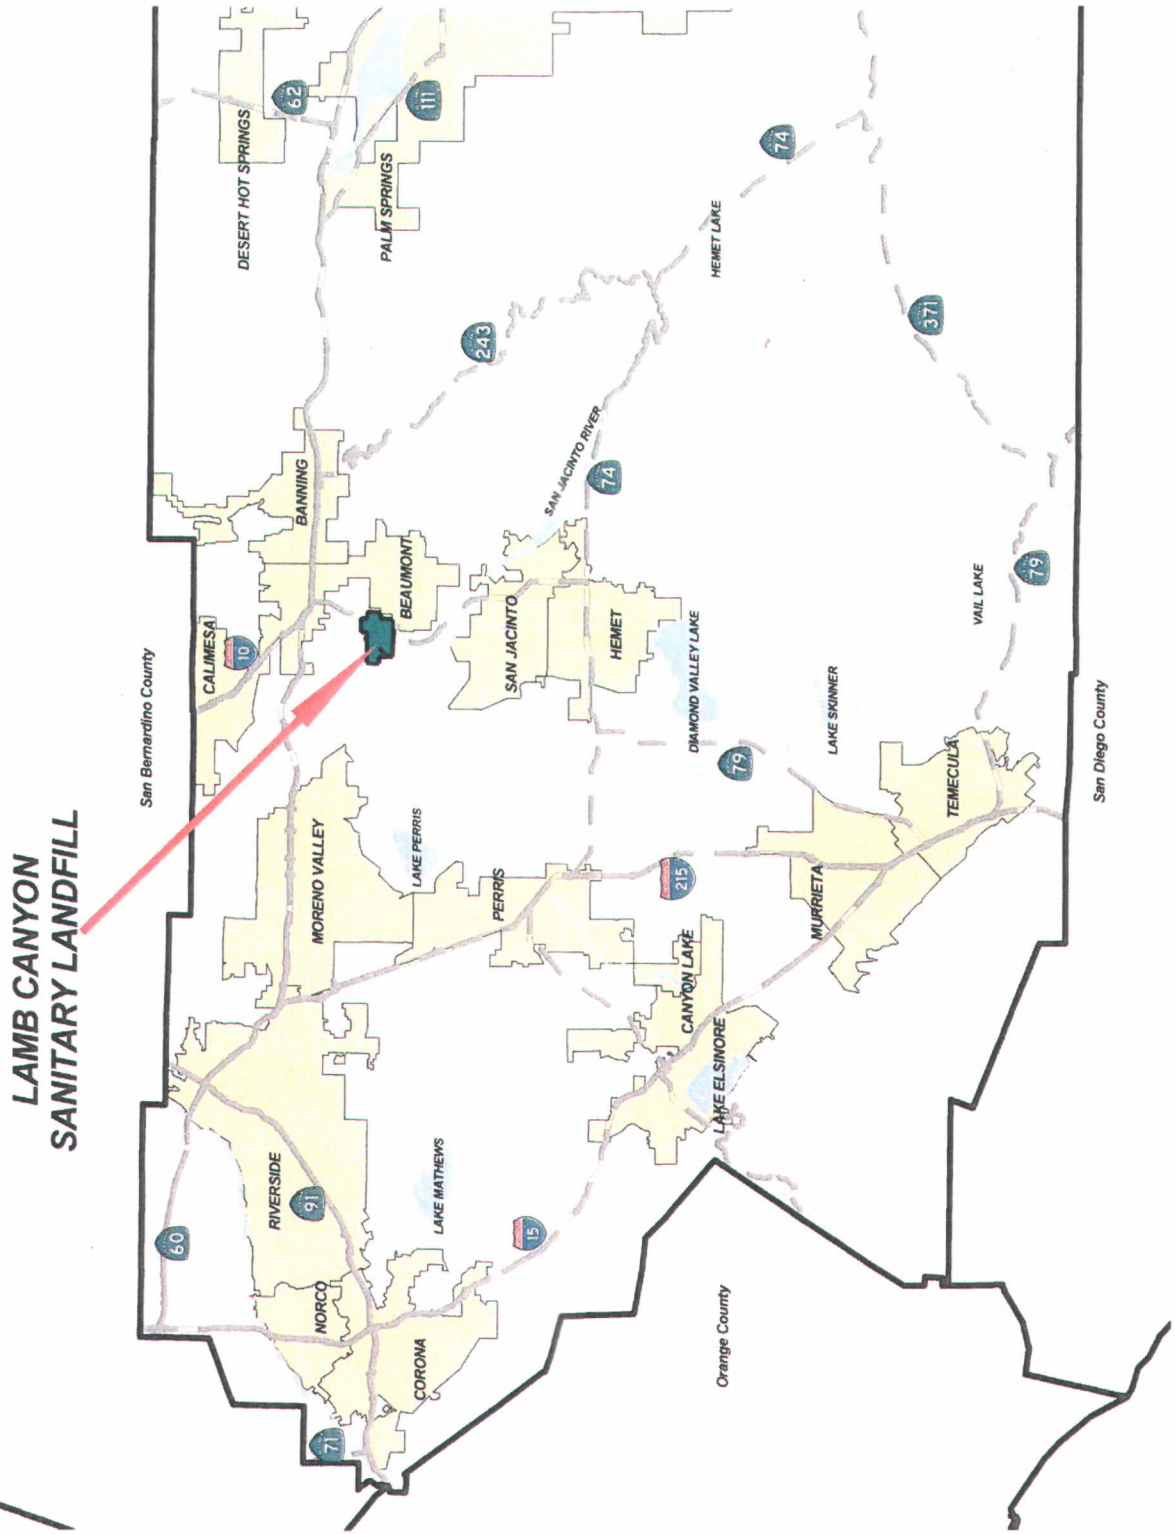 LAMB CANYON
SANITARY LANDFILL
San Bernardino County
60
RIVERSIDE
91
NORCO
71
CORONA
LAKE MATHEWS
15
Orange County
MORENO VALLEY
LAKE PERRIS
PERRIS
215
CANYON LAKE
LAKE ELSINORE
MURRIETA
TEMECULA
CALIMESA
10
BEAUMONT
BANNING
SAN JACINTO
HEMET
DIAMOND VALLEY LAKE
79
LAKE SKINNER
VAIL LAKE
79
San Diego County
SAN JACINTO RIVER
74
243
HEMET LAKE
74
371
DESERT HOT SPRINGS
62
PALM SPRINGS
111